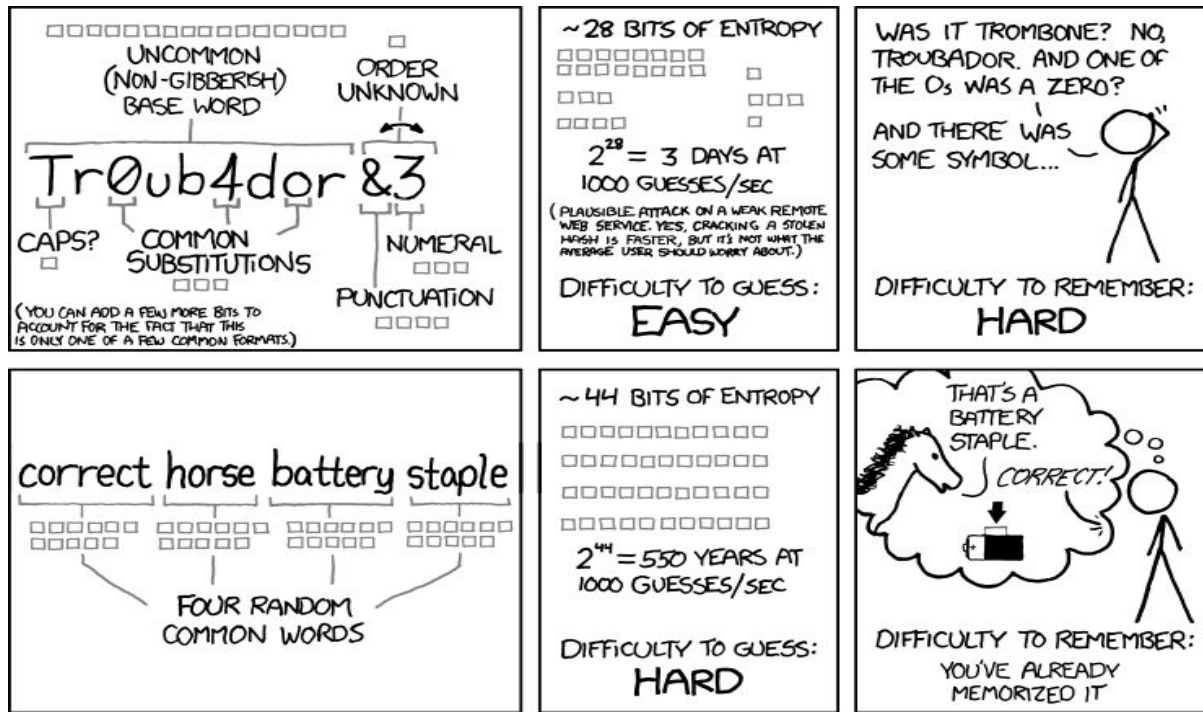 UNCOMMON
(NON-GIBBERISH)
BASE WORD
ORDER
UNKNOWN
Tr0ub4dor &3
CAPS?
COMMON
SUBSTITUTIONS
NUMERAL
PUNCTUATION
(YOU CAN ADD A FEW MORE BITS TO
ACCOUNT FOR THE FACT THAT THIS
IS ONLY ONE OF A FEW COMMON FORMATS.)
~28 BITS OF ENTROPY
2^28 = 3 DAYS AT
1000 GUESSES/SEC
(PLAUSIBLE ATTACK ON A WEAK REMOTE
WEB SERVICE. YES, CRACKING A STOLEN
HASH IS FASTER, BUT IT'S NOT WHAT THE
AVERAGE USER SHOULD WORRY ABOUT.)
DIFFICULTY TO GUESS:
EASY
WAS IT TROMBONE? NO,
TROUBADOR. AND ONE OF
THE Os WAS A ZERO?
AND THERE WAS
SOME SYMBOL...
DIFFICULTY TO REMEMBER:
HARD
correct horse battery staple
FOUR RANDOM
COMMON WORDS
~44 BITS OF ENTROPY
2^44 = 550 YEARS AT
1000 GUESSES/SEC
DIFFICULTY TO GUESS:
HARD
THAT'S A
BATTERY
STAPLE.
CORRECT!
DIFFICULTY TO REMEMBER:
YOU'VE ALREADY
MEMORIZED IT